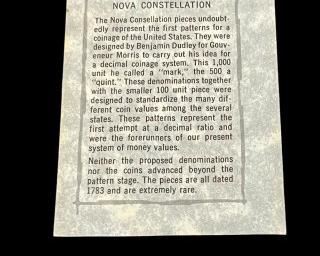 NOVA CONSTELLATION
The Nova Consellation pieces undoubt-
edly represent the first patterns for a
coinage of the United States. They were
designed by Benjamin Dudley for Gouv-
eneur Morris to carry out his idea for
a decimal coinage system. This 1,000
unit he called a "mark," the 500 a
"quint." These denominations together
with the smaller 100 unit piece were
designed to standardize the many dif-
ferent coin values among the several
states. These patterns represent the
first attempt at a decimal ratio and
were the forerunners of our present
system of money values.
Neither the proposed denominations
nor the coins advanced beyond the
pattern stage. The pieces are all dated
1783 and are extremely rare.